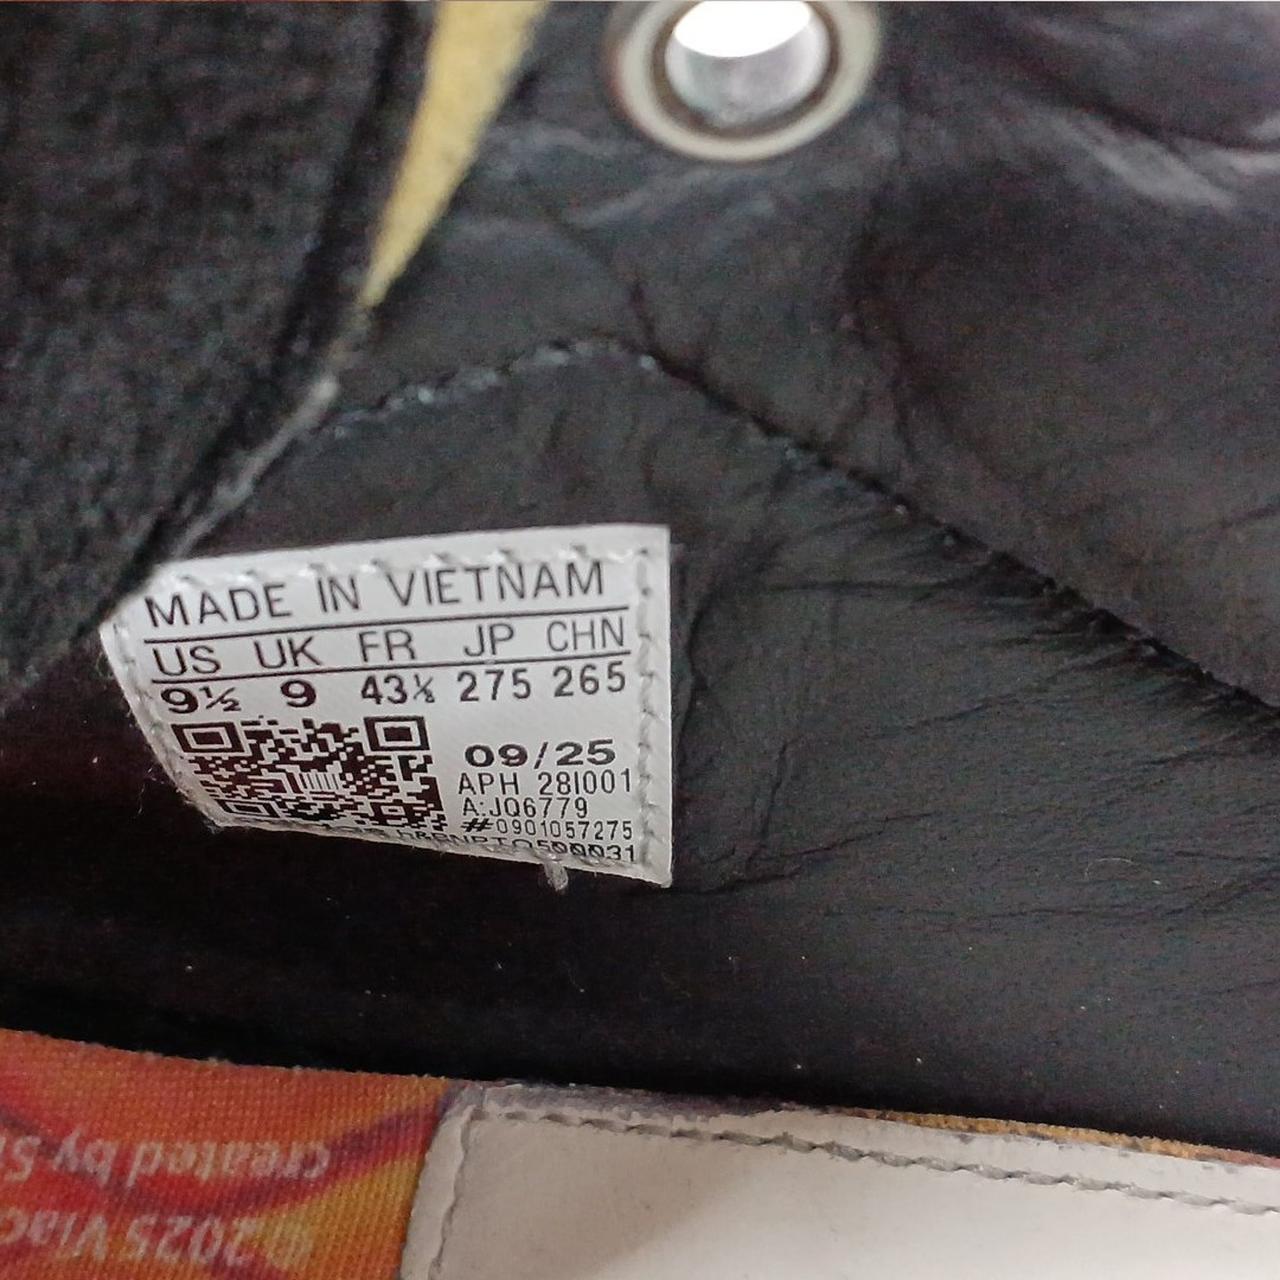 MADE IN VIETNAM
US UK FR JP CHN
9½ 9 43⅓ 275 265
09/25
APH 28I001
A:JQ6779
#0901057275
created by
© 2025